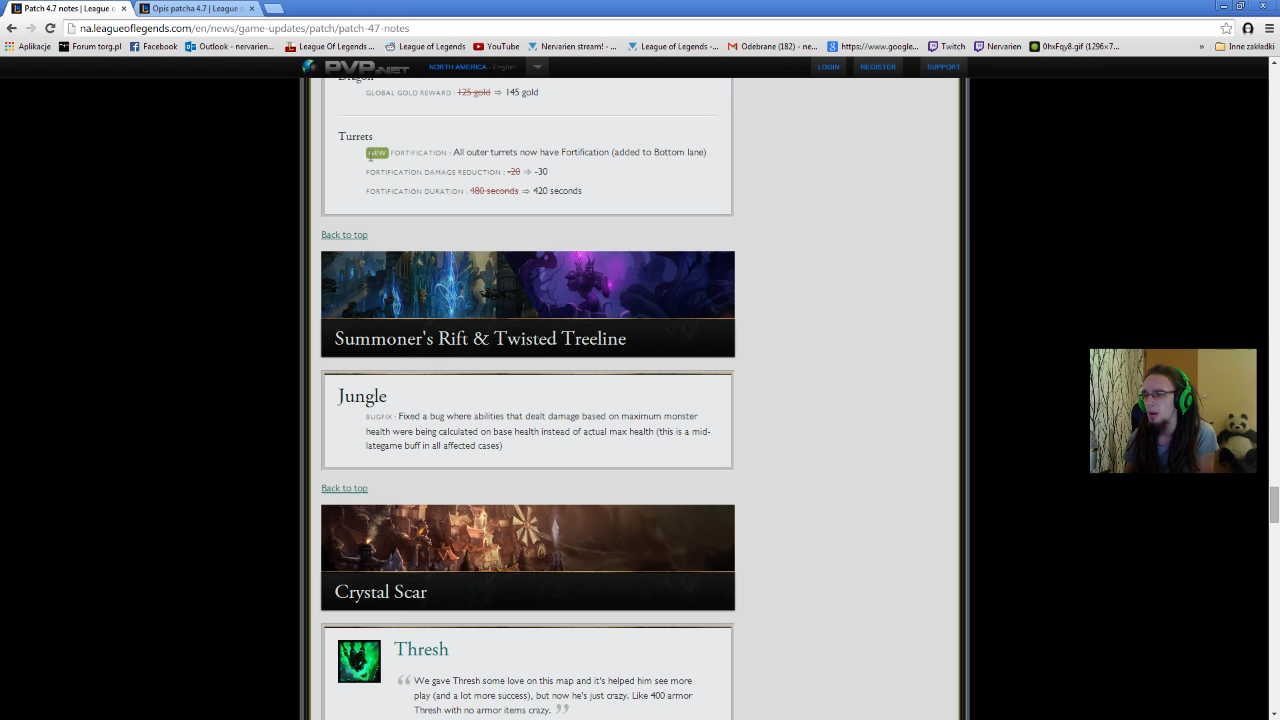 Patch 4.7 notes | League o
Opis patcha 4.7 | League a
na.leagueoflegends.com/en/news/game-updates/patch/patch-47-notes
Aplikacje Forum torg.pl Facebook Outlook - nervarien... League Of Legends ... League of Legends YouTube Nervarien stream! -... League of Legends -... Odebrane (182) - ne... https://www.google... Twitch Nervarien 0hxFqy8.gif (1296×7... » Inne zakładki
PVP.NET NORTH AMERICA - English LOGIN REGISTER SUPPORT
Dragon
GLOBAL GOLD REWARD : 125 gold ⇒ 145 gold
Turrets
NEW FORTIFICATION : All outer turrets now have Fortification (added to Bottom lane)
FORTIFICATION DAMAGE REDUCTION : -20 ⇒ -30
FORTIFICATION DURATION : 480 seconds ⇒ 420 seconds
Back to top
Summoner's Rift & Twisted Treeline
Jungle
BUGFIX : Fixed a bug where abilities that dealt damage based on maximum monster
health were being calculated on base health instead of actual max health (this is a mid-
lategame buff in all affected cases)
Back to top
Crystal Scar
Thresh
“ We gave Thresh some love on this map and it's helped him see more
play (and a lot more success), but now he's just crazy. Like 400 armor
Thresh with no armor items crazy. ”